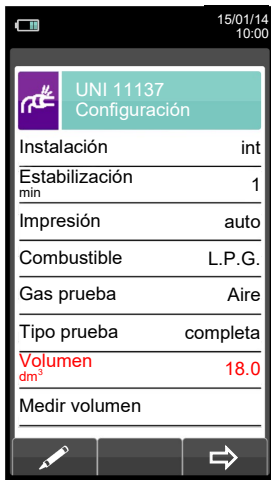 15/01/14
10:00
UNI 11137
Configuración
Instalación int
Estabilización 1
min
Impresión auto
Combustible L.P.G.
Gas prueba Aire
Tipo prueba completa
Volumen 18.0
dm³
Medir volumen